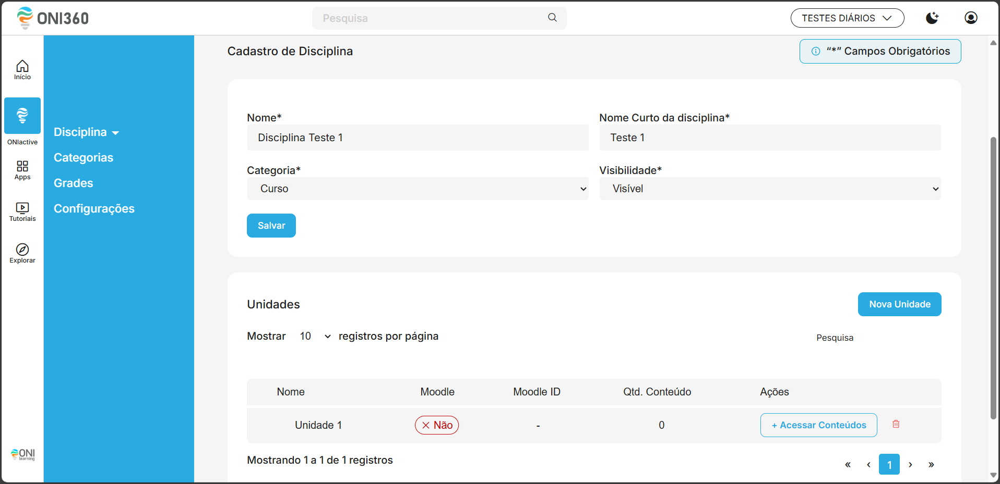 ONI360
Pesquisa
TESTES DIÁRIOS
Início
ONIactive
Apps
Tutoriais
Explorar
ONI
learning
Disciplina
Categorias
Grades
Configurações
Cadastro de Disciplina
“*” Campos Obrigatórios
Nome*
Nome Curto da disciplina*
Disciplina Teste 1
Teste 1
Categoria*
Visibilidade*
Curso
Visível
Salvar
Unidades
Nova Unidade
Mostrar 10 registros por página
Pesquisa
Nome Moodle Moodle ID Qtd. Conteúdo Ações
Unidade 1 Não - 0 + Acessar Conteúdos
Mostrando 1 a 1 de 1 registros
« ‹ 1 › »